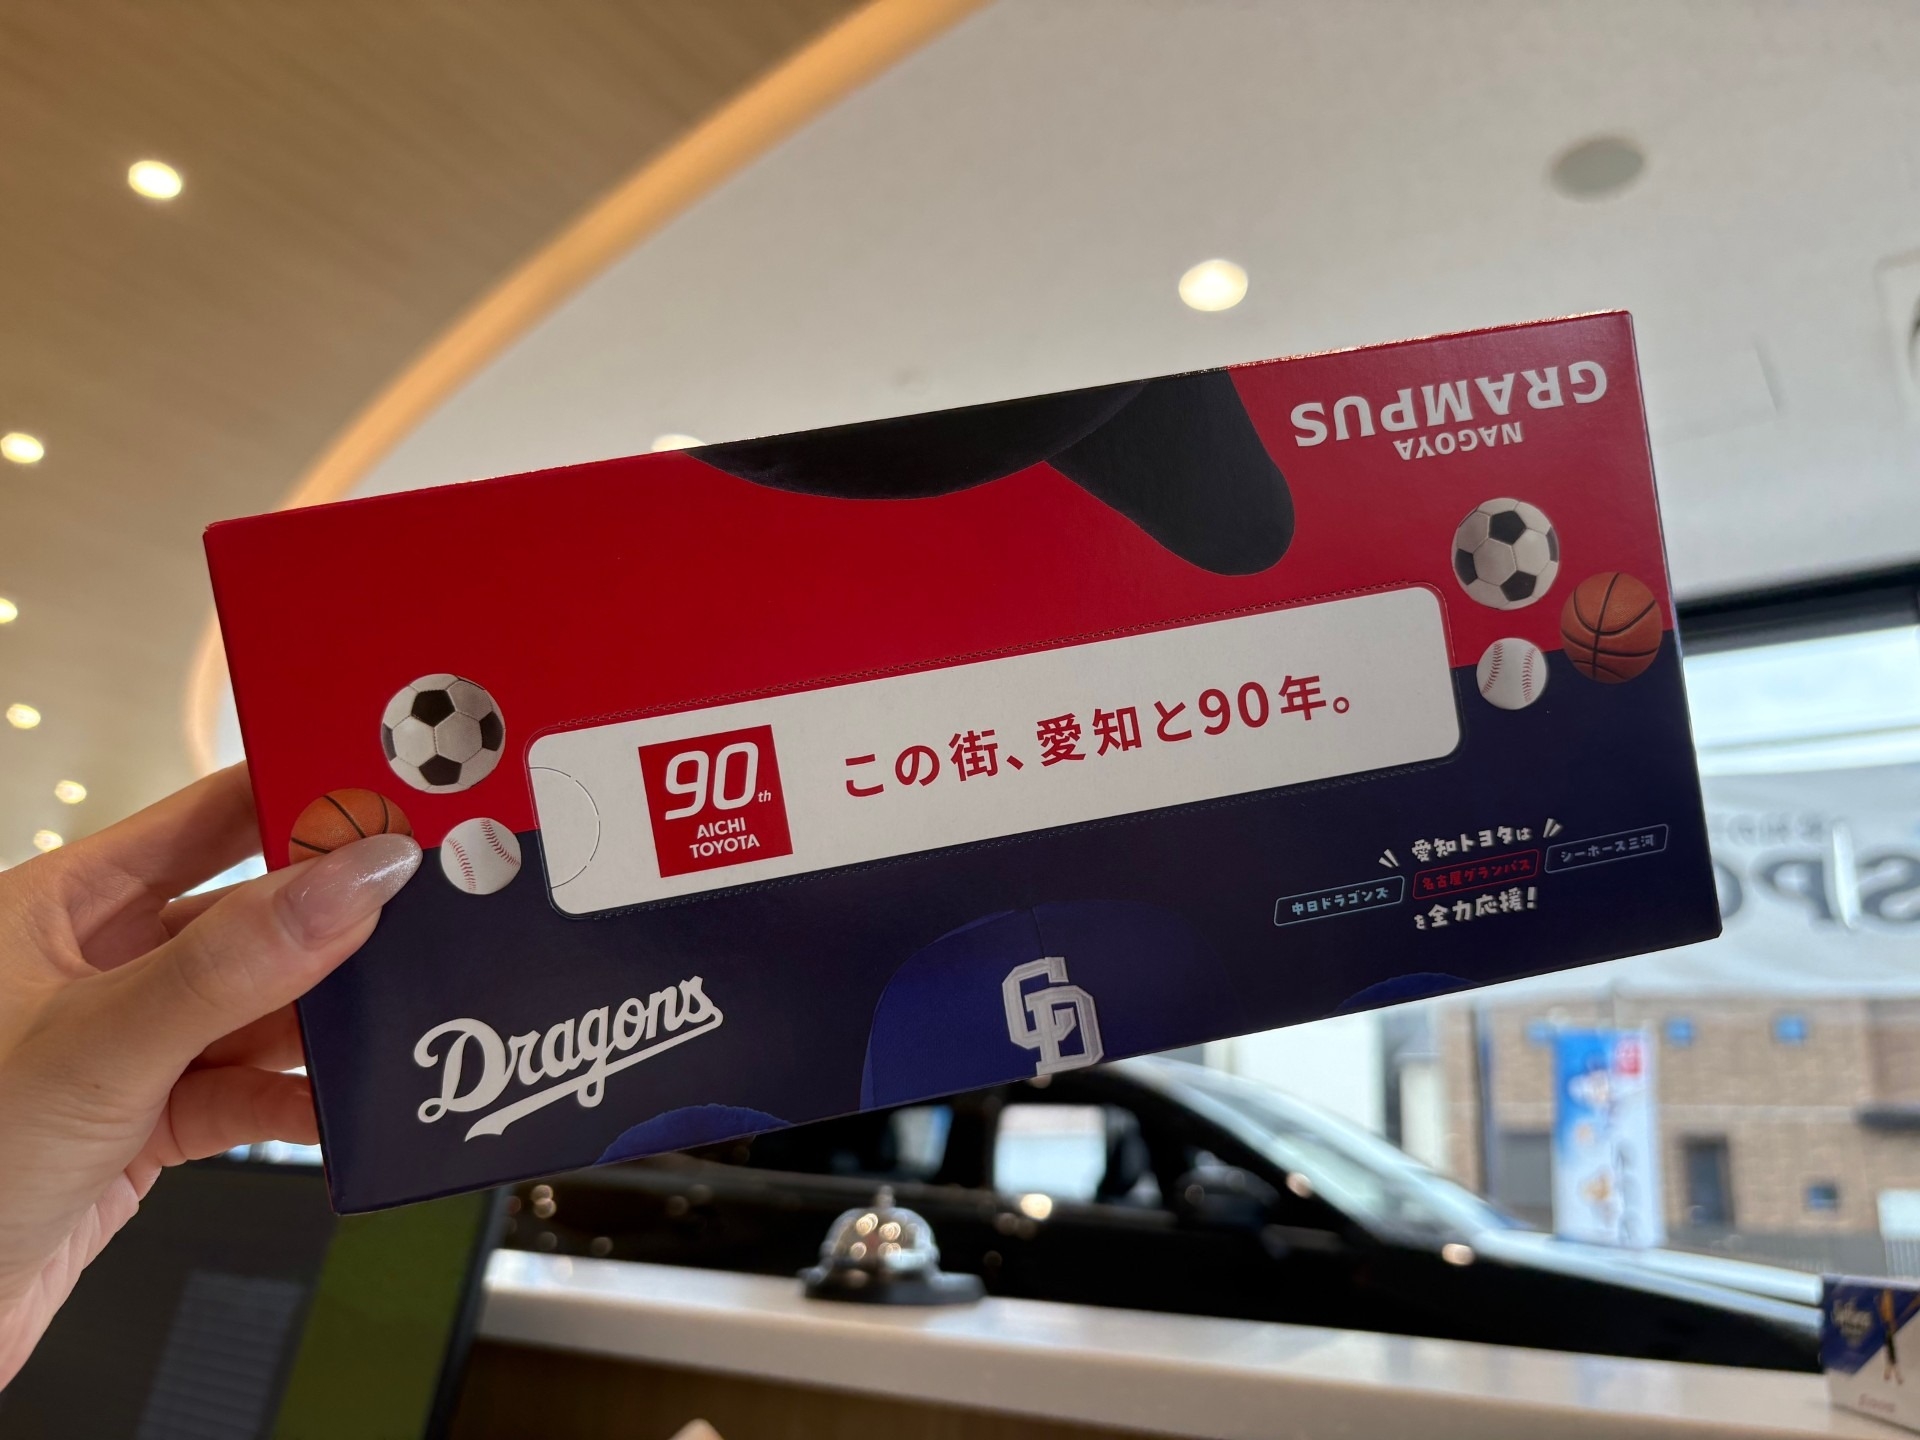 NAGOYA
GRAMPUS
90th
AICHI
TOYOTA
この街、愛知と90年。
愛知トヨタは
中日ドラゴンズ
名古屋グランパス
シーホース三河
を全力応援!
Dragons
CD